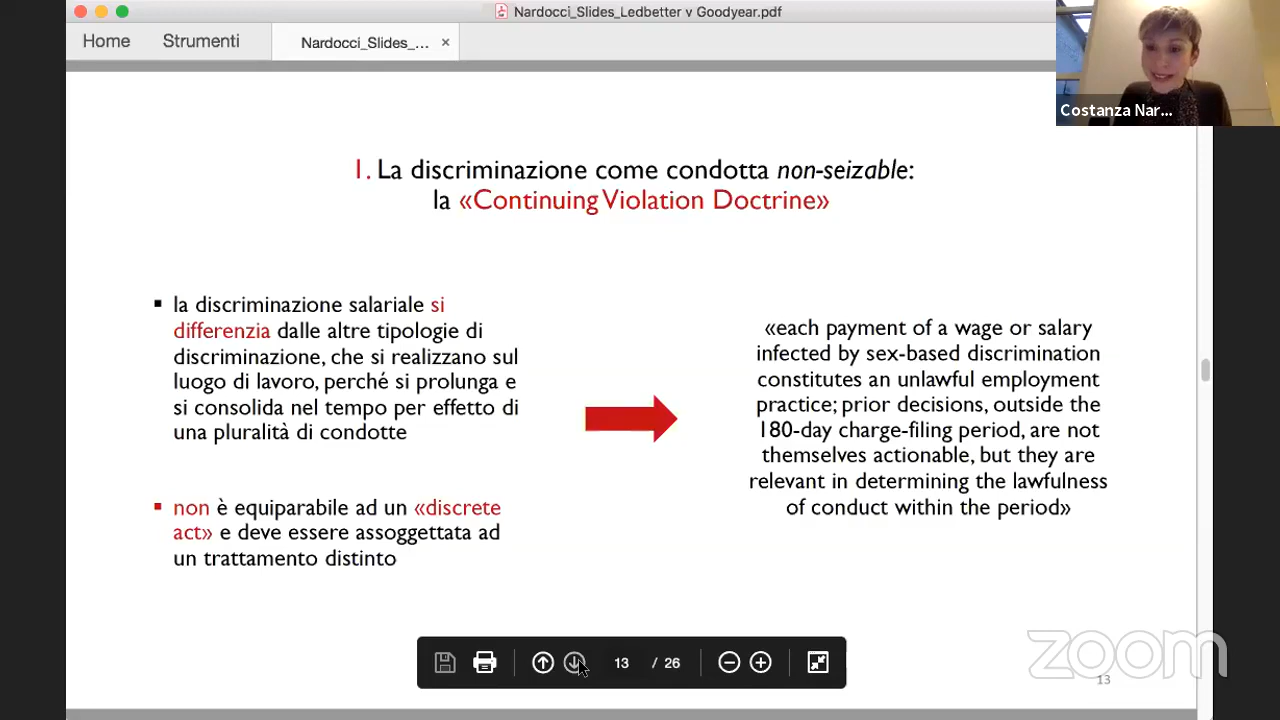 Nardocci_Slides_Ledbetter v Goodyear.pdf
Home
Strumenti
Nardocci_Slides_...
×
Costanza Nar...
1. La discriminazione come condotta non-seizable:
la «Continuing Violation Doctrine»
▪ la discriminazione salariale si
differenzia dalle altre tipologie di
discriminazione, che si realizzano sul
luogo di lavoro, perché si prolunga e
si consolida nel tempo per effetto di
una pluralità di condotte
▪ non è equiparabile ad un «discrete
act» e deve essere assoggettata ad
un trattamento distinto
«each payment of a wage or salary
infected by sex-based discrimination
constitutes an unlawful employment
practice; prior decisions, outside the
180-day charge-filing period, are not
themselves actionable, but they are
relevant in determining the lawfulness
of conduct within the period»
13 / 26
zoom
13